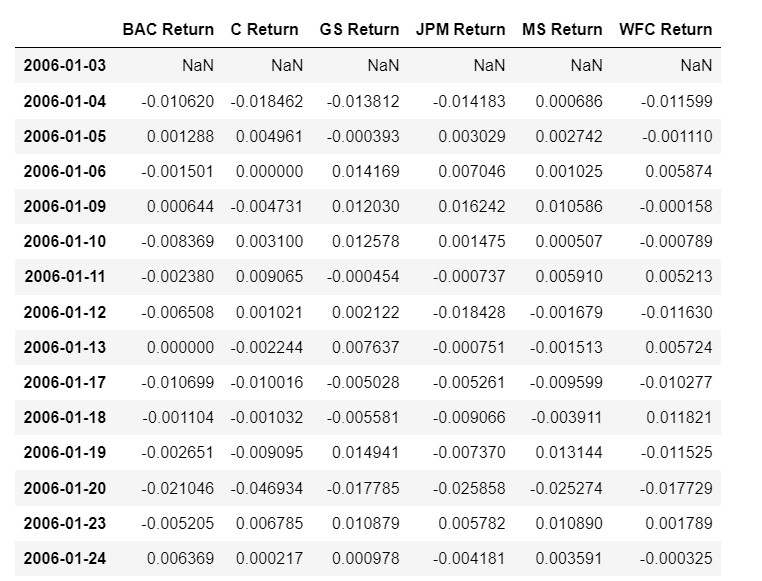 BAC Return C Return GS Return JPM Return MS Return WFC Return
2006-01-03 NaN NaN NaN NaN NaN NaN
2006-01-04 -0.010620 -0.018462 -0.013812 -0.014183 0.000686 -0.011599
2006-01-05 0.001288 0.004961 -0.000393 0.003029 0.002742 -0.001110
2006-01-06 -0.001501 0.000000 0.014169 0.007046 0.001025 0.005874
2006-01-09 0.000644 -0.004731 0.012030 0.016242 0.010586 -0.000158
2006-01-10 -0.008369 0.003100 0.012578 0.001475 0.000507 -0.000789
2006-01-11 -0.002380 0.009065 -0.000454 -0.000737 0.005910 0.005213
2006-01-12 -0.006508 0.001021 0.002122 -0.018428 -0.001679 -0.011630
2006-01-13 0.000000 -0.002244 0.007637 -0.000751 -0.001513 0.005724
2006-01-17 -0.010699 -0.010016 -0.005028 -0.005261 -0.009599 -0.010277
2006-01-18 -0.001104 -0.001032 -0.005581 -0.009066 -0.003911 0.011821
2006-01-19 -0.002651 -0.009095 0.014941 -0.007370 0.013144 -0.011525
2006-01-20 -0.021046 -0.046934 -0.017785 -0.025858 -0.025274 -0.017729
2006-01-23 -0.005205 0.006785 0.010879 0.005782 0.010890 0.001789
2006-01-24 0.006369 0.000217 0.000978 -0.004181 0.003591 -0.000325